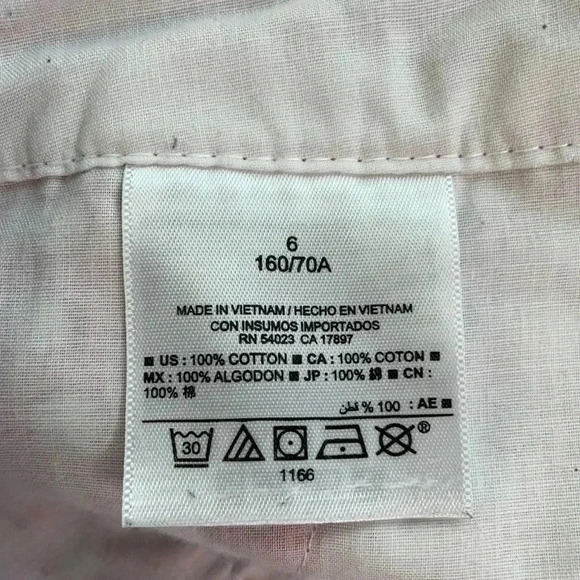 6
160/70A
MADE IN VIETNAM / HECHO EN VIETNAM
CON INSUMOS IMPORTADOS
RN 54023 CA 17897
■ US : 100% COTTON ■ CA : 100% COTON ■
MX : 100% ALGODON ■ JP : 100% 綿 ■ CN :
100% 棉
■ AE : 100 % قطن
30 ®
1166